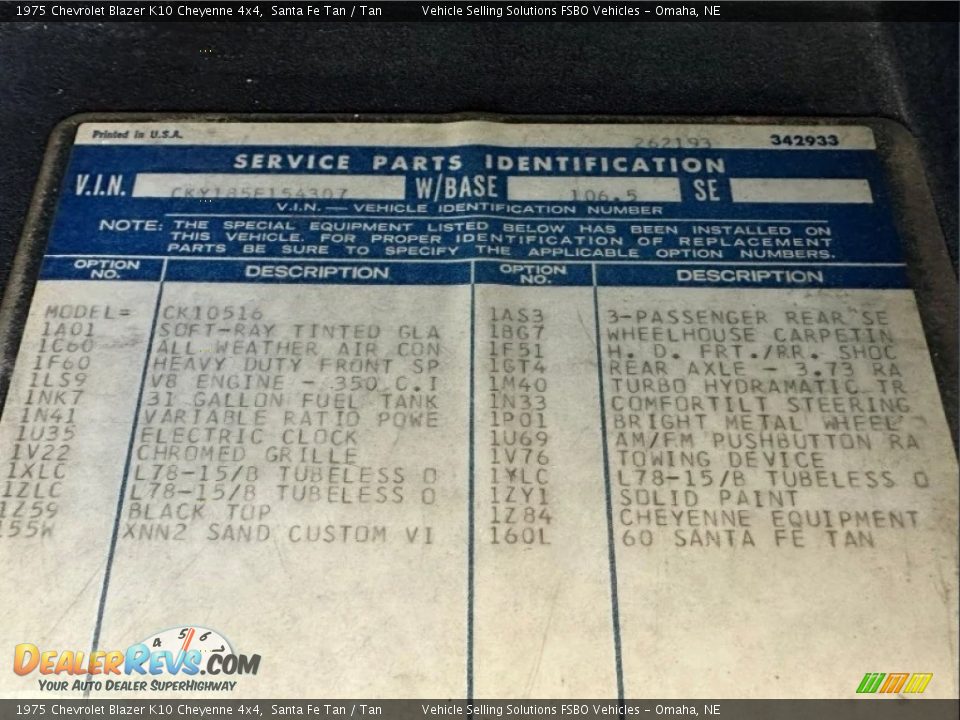 1975 Chevrolet Blazer K10 Cheyenne 4x4, Santa Fe Tan / Tan Vehicle Selling Solutions FSBO Vehicles - Omaha, NE
Printed in U.S.A. 262193 342933
SERVICE PARTS IDENTIFICATION
V.I.N. CKY185F154307 W/BASE 106.5 SE
V.I.N. — VEHICLE IDENTIFICATION NUMBER
NOTE: THE SPECIAL EQUIPMENT LISTED BELOW HAS BEEN INSTALLED ON
THIS VEHICLE. FOR PROPER IDENTIFICATION OF REPLACEMENT
PARTS BE SURE TO SPECIFY THE APPLICABLE OPTION NUMBERS.
OPTION NO. DESCRIPTION OPTION NO. DESCRIPTION
MODEL= CK10516 1AS3 3-PASSENGER REAR SE
1A01 SOFT-RAY TINTED GLA 1BG7 WHEELHOUSE CARPETIN
1C60 ALL WEATHER AIR CON 1F51 H. D. FRT./RR. SHOC
1F60 HEAVY DUTY FRONT SP 1GT4 REAR AXLE - 3.73 RA
1LS9 V8 ENGINE - 350 C.I 1M40 TURBO HYDRAMATIC TR
1NK7 31 GALLON FUEL TANK 1N33 COMFORTILT STEERING
1N41 VARIABLE RATIO POWE 1P01 BRIGHT METAL WHEEL
1U35 ELECTRIC CLOCK 1U69 AM/FM PUSHBUTTON RA
1V22 CHROMED GRILLE 1V76 TOWING DEVICE
1XLC L78-15/B TUBELESS O 1YLC L78-15/B TUBELESS O
1ZLC L78-15/B TUBELESS O 1ZY1 SOLID PAINT
1Z59 BLACK TOP 1Z84 CHEYENNE EQUIPMENT
155W XNN2 SAND CUSTOM VI 160L 60 SANTA FE TAN
4 5 6
DEALERREVS.COM
YOUR AUTO DEALER SUPERHIGHWAY
1975 Chevrolet Blazer K10 Cheyenne 4x4, Santa Fe Tan / Tan Vehicle Selling Solutions FSBO Vehicles - Omaha, NE